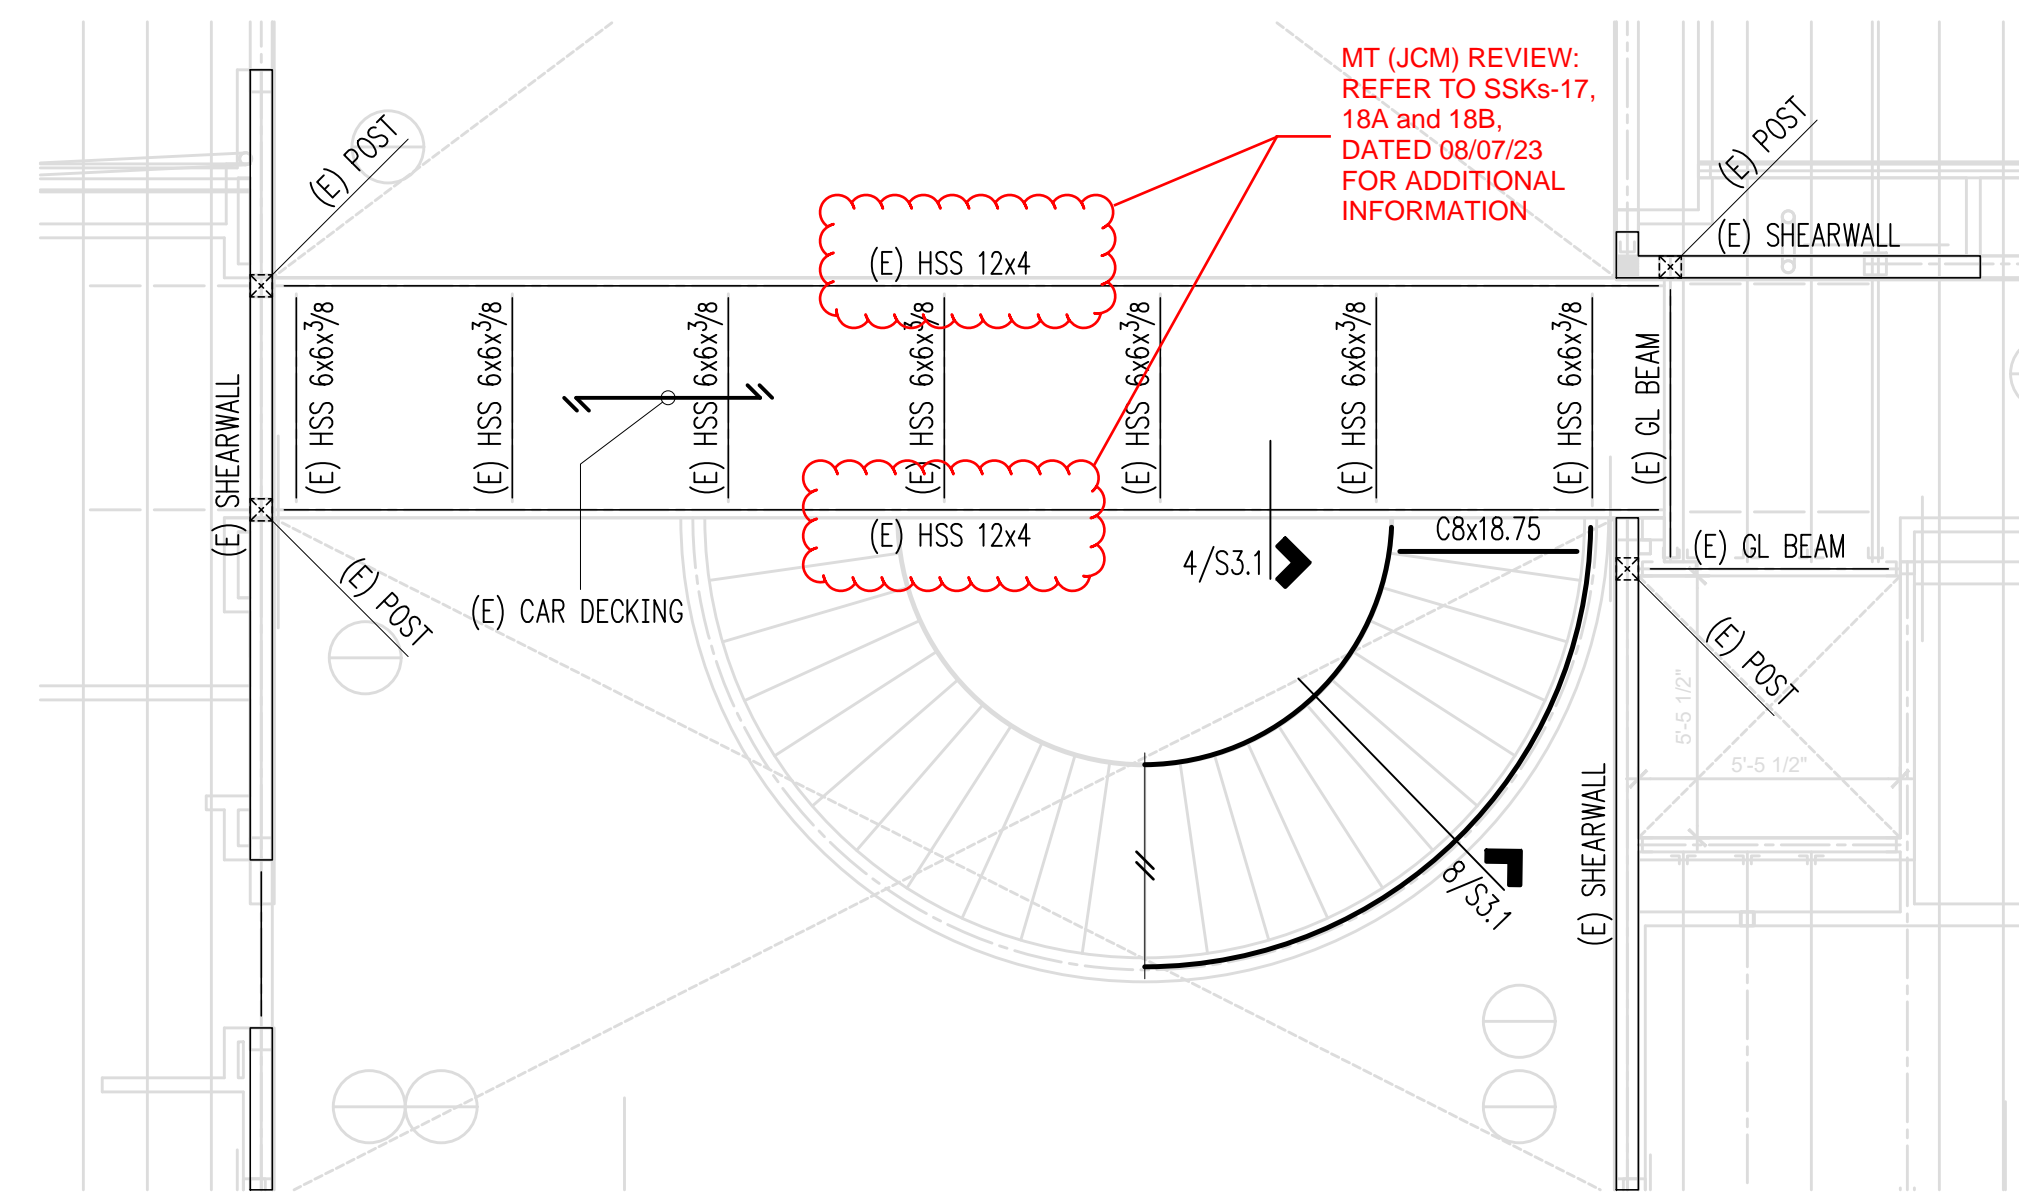 MT (JCM) REVIEW:
REFER TO SSKs-17,
18A and 18B,
DATED 08/07/23
FOR ADDITIONAL
INFORMATION
(E) POST
(E) POST
(E) SHEARWALL
(E) HSS 12x4
(E) HSS 6x6x3/8
(E) HSS 6x6x3/8
(E) HSS 6x6x3/8
(E) HSS 6x6x3/8
(E) HSS 6x6x3/8
(E) HSS 6x6x3/8
(E) HSS 6x6x3/8
(E) GL BEAM
(E) SHEARWALL
(E) HSS 12x4
C8x18.75
4/S3.1
(E) GL BEAM
(E) POST
(E) CAR DECKING
(E) POST
5'-5 1/2"
5'-5 1/2"
(E) SHEARWALL
8/S3.1